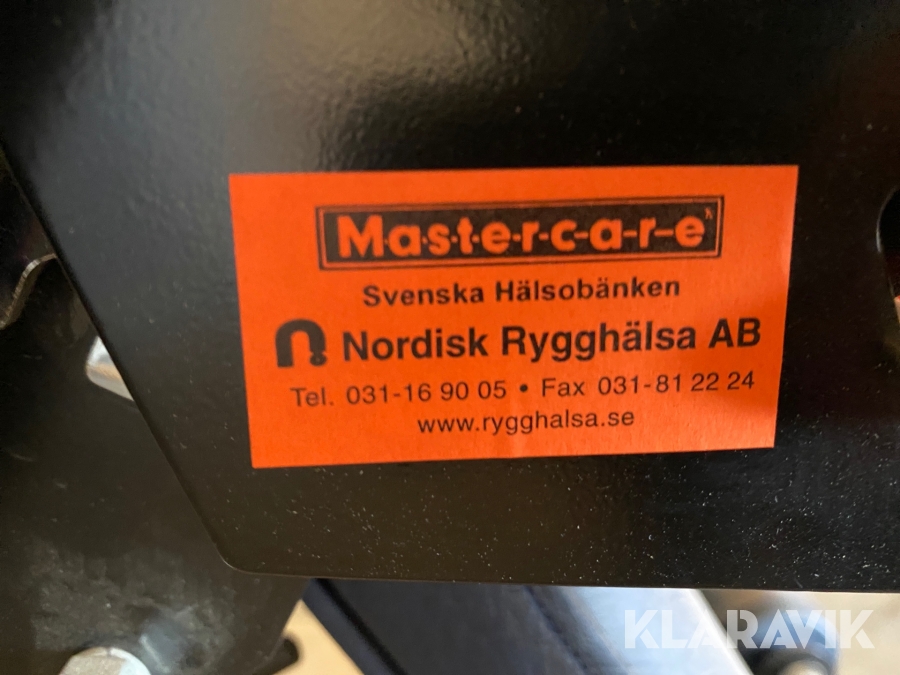 M-a-s-t-e-r-c-a-r-e
Svenska Hälsobänken
Nordisk Rygghälsa AB
Tel. 031-16 90 05 • Fax 031-81 22 24
www.rygghalsa.se
KLARAVIK